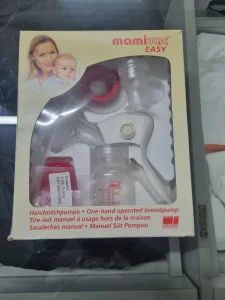 mamivac
EASY
Handmilchpumpe • One-hand operated breastpump
Tire-lait manuel à usage hors de la maison
Sacaleches manual • Manuel Süt Pompası